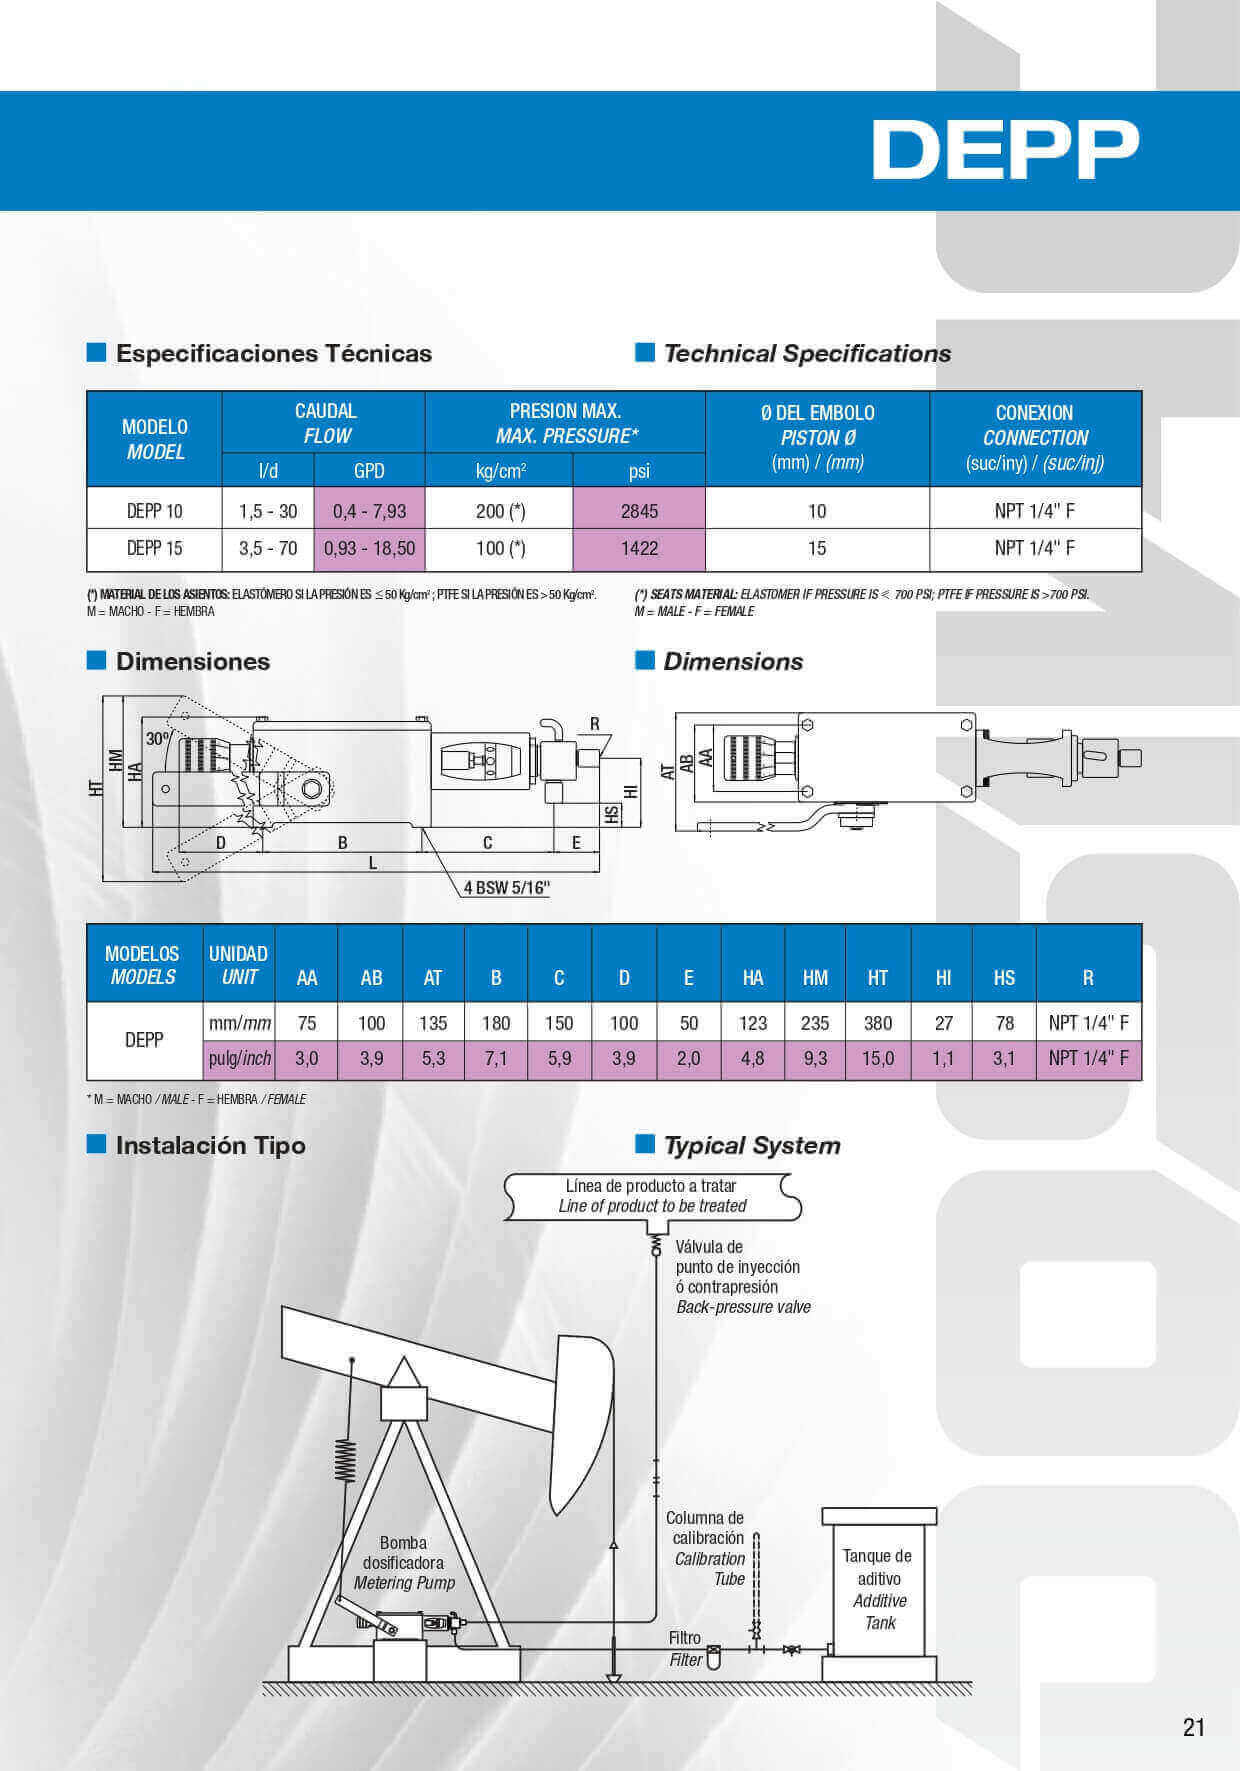 DEPP
Especificaciones Técnicas
Technical Specifications
MODELO
MODEL
CAUDAL
FLOW
PRESION MAX.
MAX. PRESSURE*
Ø DEL EMBOLO
PISTON Ø
(mm) / (mm)
CONEXION
CONNECTION
(suc/iny) / (suc/inj)
l/d GPD kg/cm² psi
DEPP 10 1,5 - 30 0,4 - 7,93 200 (*) 2845 10 NPT 1/4" F
DEPP 15 3,5 - 70 0,93 - 18,50 100 (*) 1422 15 NPT 1/4" F
(*) MATERIAL DE LOS ASIENTOS: ELASTÓMERO SI LA PRESIÓN ES ≤ 50 Kg/cm² ; PTFE SI LA PRESIÓN ES > 50 Kg/cm².
M = MACHO - F = HEMBRA
(*) SEATS MATERIAL: ELASTOMER IF PRESSURE IS ⩽ 700 PSI; PTFE IF PRESSURE IS >700 PSI.
M = MALE - F = FEMALE
Dimensiones
Dimensions
HT HM HA 30º R HI HS
D B C E
L
4 BSW 5/16"
AT AB AA
MODELOS
MODELS
UNIDAD
UNIT
AA AB AT B C D E HA HM HT HI HS R
DEPP
mm/mm 75 100 135 180 150 100 50 123 235 380 27 78 NPT 1/4" F
pulg/inch 3,0 3,9 5,3 7,1 5,9 3,9 2,0 4,8 9,3 15,0 1,1 3,1 NPT 1/4" F
* M = MACHO / MALE - F = HEMBRA / FEMALE
Instalación Tipo
Typical System
Línea de producto a tratar
Line of product to be treated
Válvula de
punto de inyección
ó contrapresión
Back-pressure valve
Bomba
dosificadora
Metering Pump
Columna de
calibración
Calibration
Tube
Filtro
Filter
Tanque de
aditivo
Additive
Tank
21